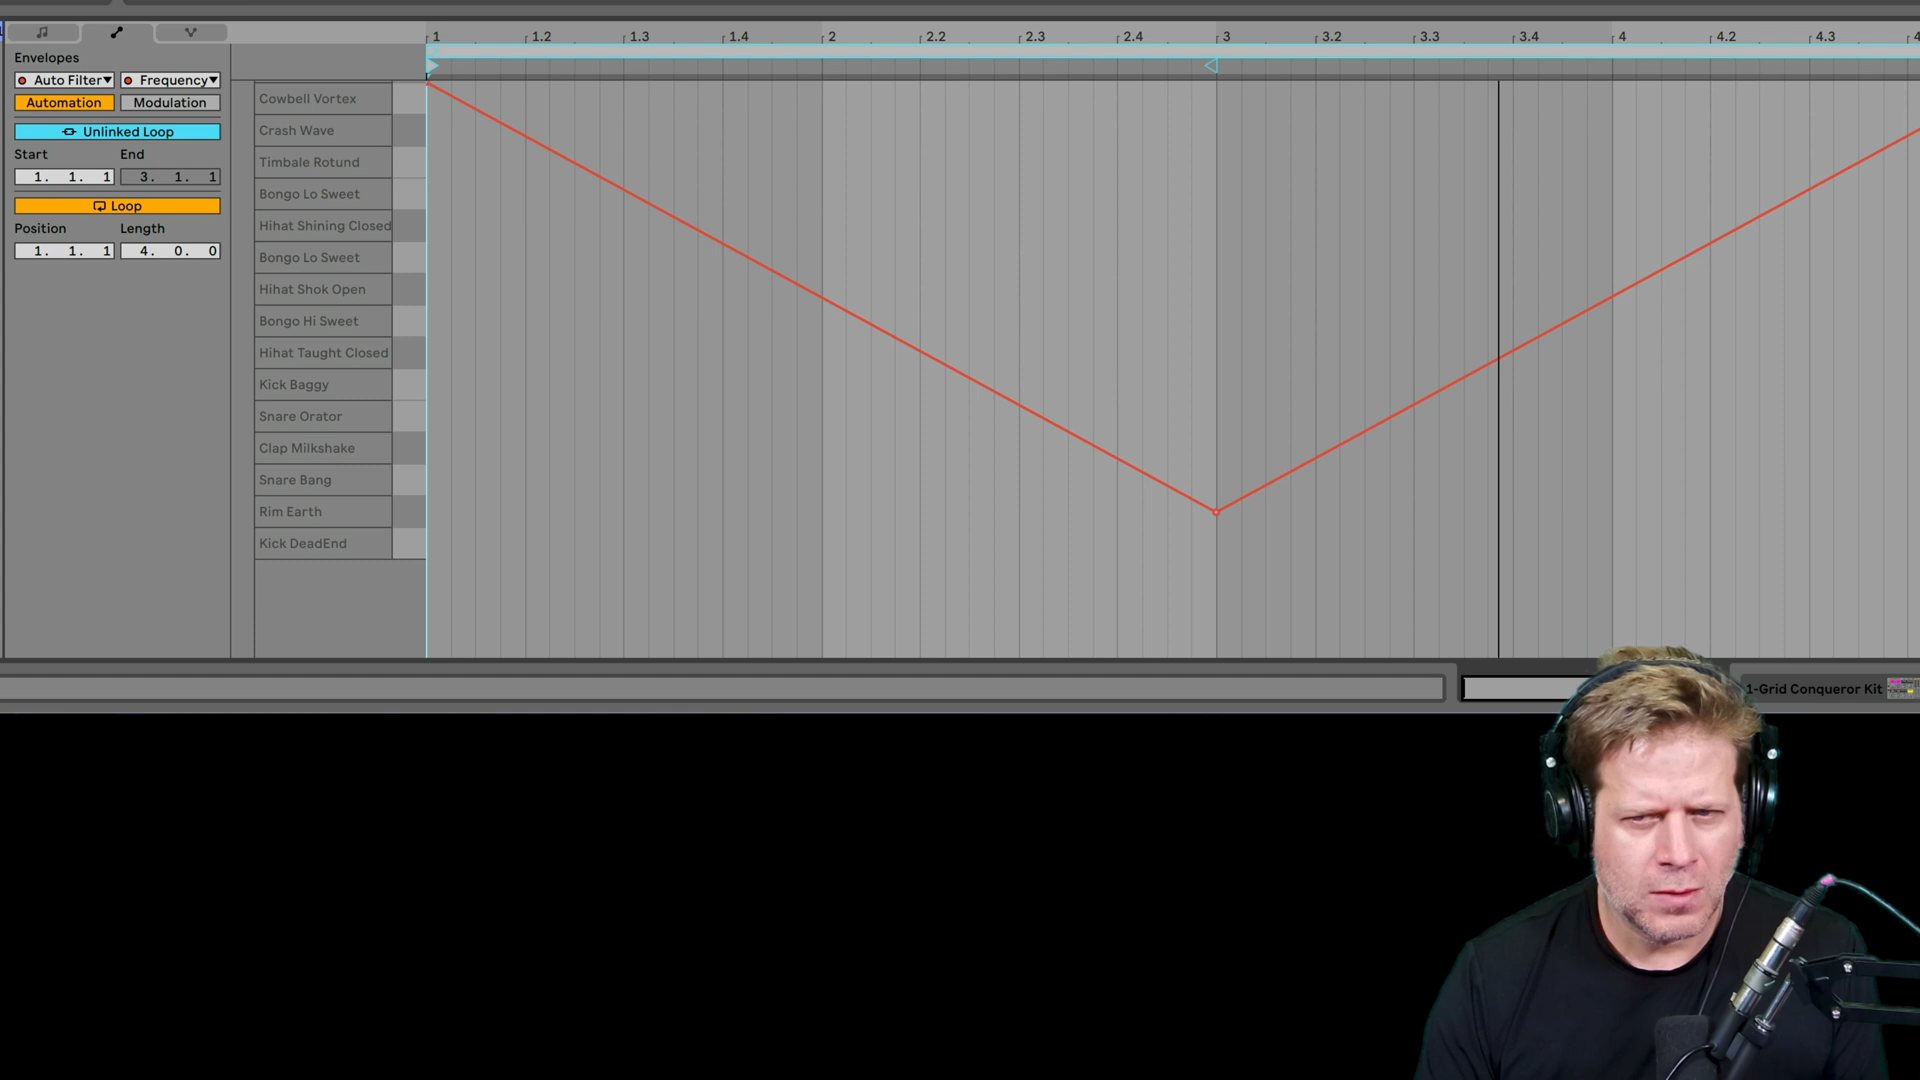 1 1.2 1.3 1.4 2 2.2 2.3 2.4 3 3.2 3.3 3.4 4 4.2 4.3
Envelopes
Auto Filter Frequency
Automation Modulation
Unlinked Loop
Start End
1. 1. 1 3. 1. 1
Loop
Position Length
1. 1. 1 4. 0. 0
Cowbell Vortex
Crash Wave
Timbale Rotund
Bongo Lo Sweet
Hihat Shining Closed
Bongo Lo Sweet
Hihat Shok Open
Bongo Hi Sweet
Hihat Taught Closed
Kick Baggy
Snare Orator
Clap Milkshake
Snare Bang
Rim Earth
Kick DeadEnd
1-Grid Conqueror Kit